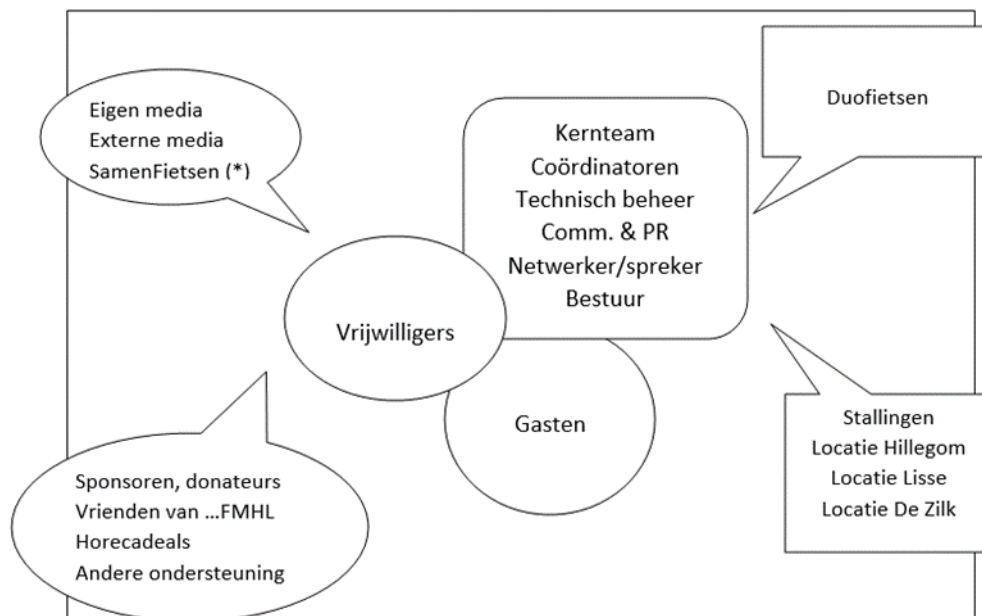 Eigen media
Externe media
SamenFietsen (*)
Duofietsen
Kernteam
Coördinatoren
Technisch beheer
Comm. & PR
Netwerker/spreker
Bestuur
Vrijwilligers
Gasten
Stallingen
Locatie Hillegom
Locatie Lisse
Locatie De Zilk
Sponsoren, donateurs
Vrienden van ...FMHL
Horecadeals
Andere ondersteuning